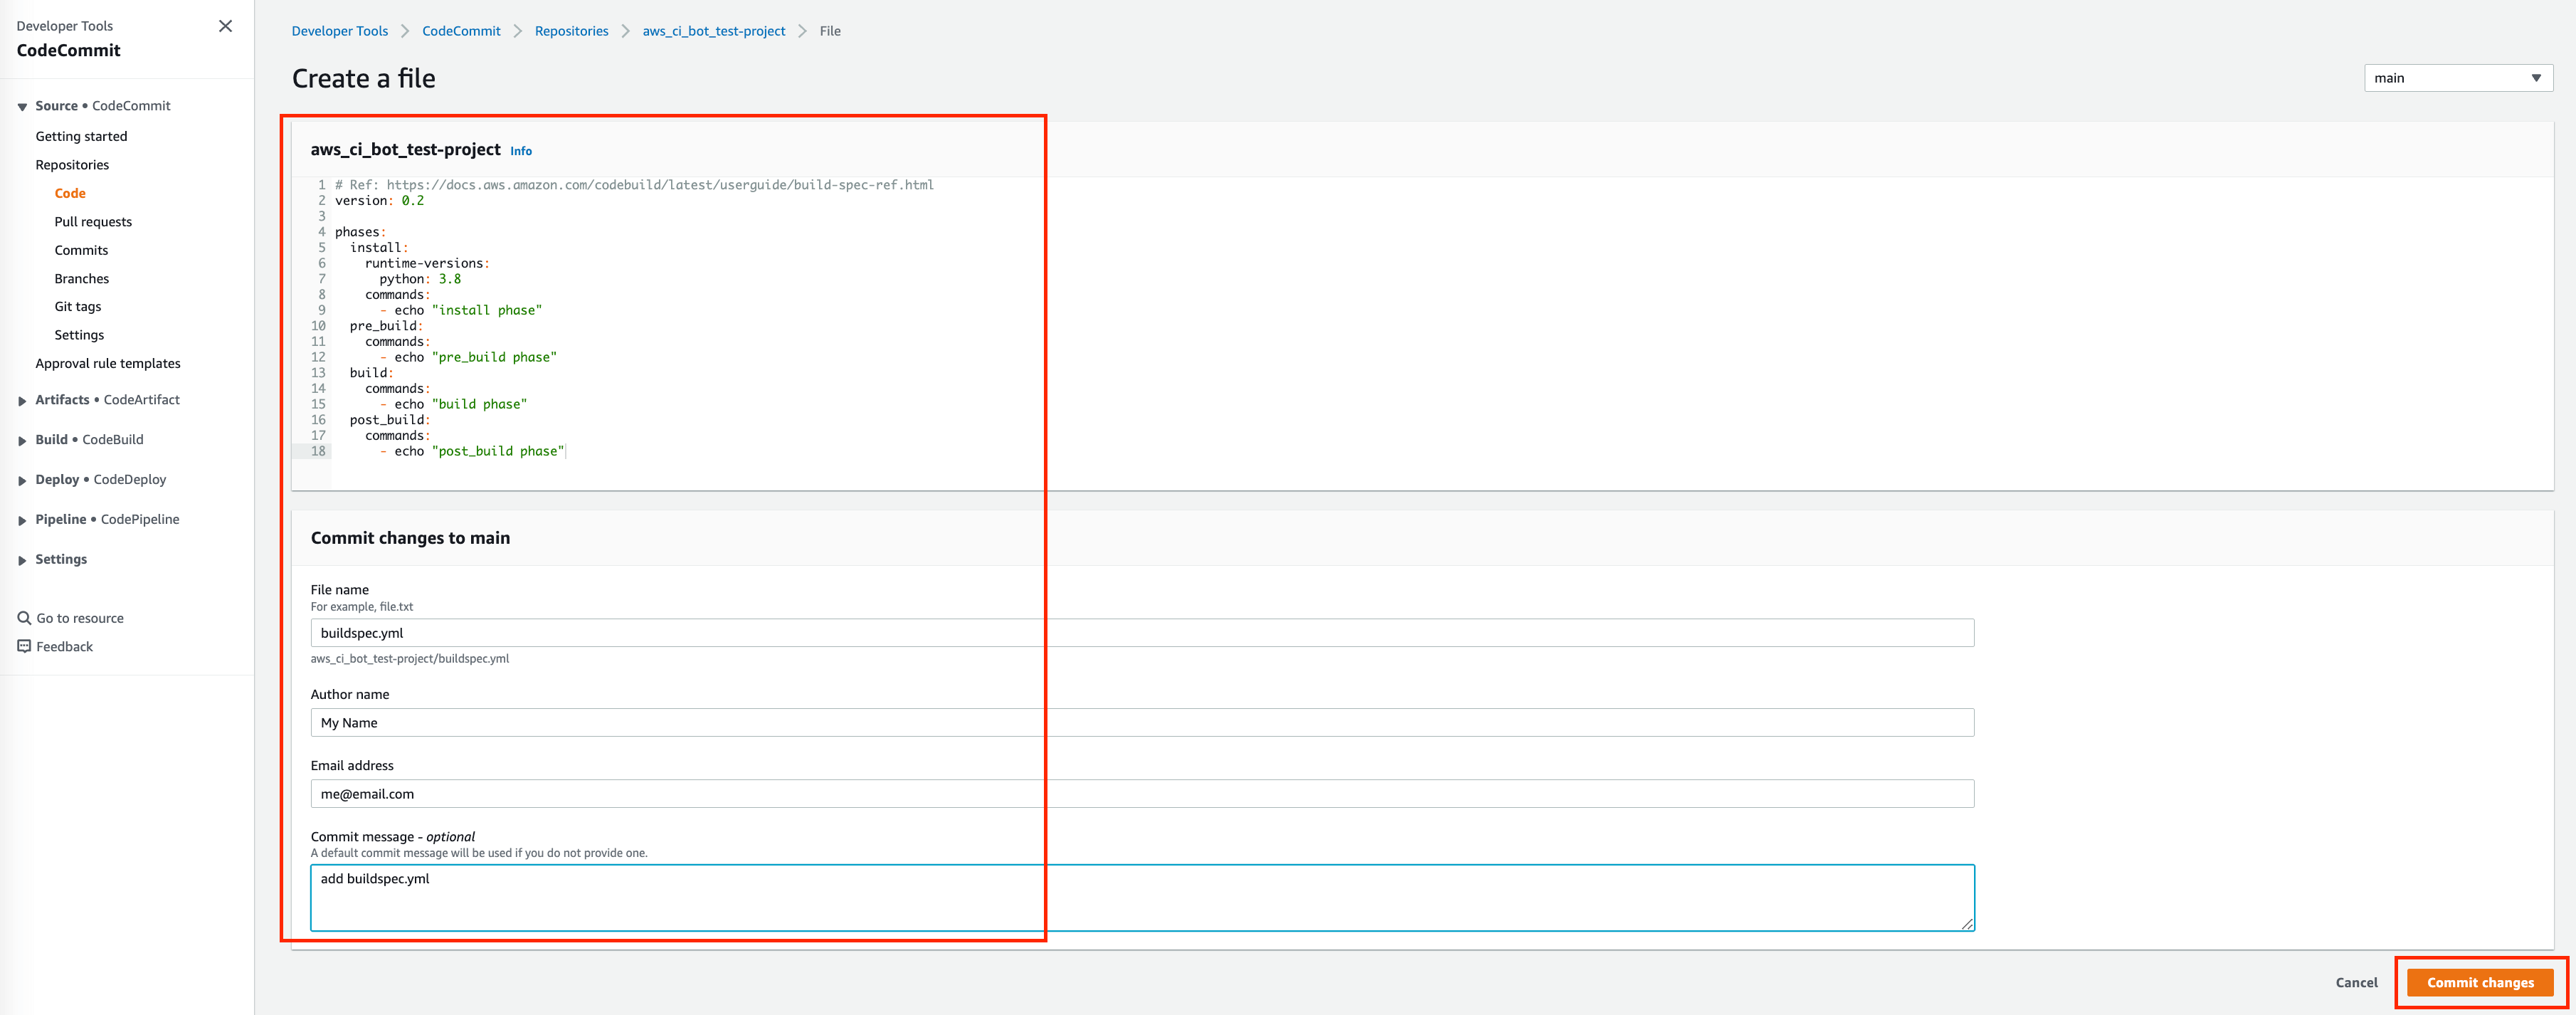 Developer Tools
CodeCommit
Source • CodeCommit
Getting started
Repositories
Code
Pull requests
Commits
Branches
Git tags
Settings
Approval rule templates
Artifacts • CodeArtifact
Build • CodeBuild
Deploy • CodeDeploy
Pipeline • CodePipeline
Settings
Go to resource
Feedback
Developer Tools > CodeCommit > Repositories > aws_ci_bot_test-project > File
Create a file
main
aws_ci_bot_test-project Info
1 # Ref: https://docs.aws.amazon.com/codebuild/latest/userguide/build-spec-ref.html
2 version: 0.2
3
4 phases:
5   install:
6     runtime-versions:
7       python: 3.8
8     commands:
9       - echo "install phase"
10   pre_build:
11     commands:
12       - echo "pre_build phase"
13   build:
14     commands:
15       - echo "build phase"
16   post_build:
17     commands:
18       - echo "post_build phase"
Commit changes to main
File name
For example, file.txt
buildspec.yml
aws_ci_bot_test-project/buildspec.yml
Author name
My Name
Email address
me@email.com
Commit message - optional
A default commit message will be used if you do not provide one.
add buildspec.yml
Cancel
Commit changes